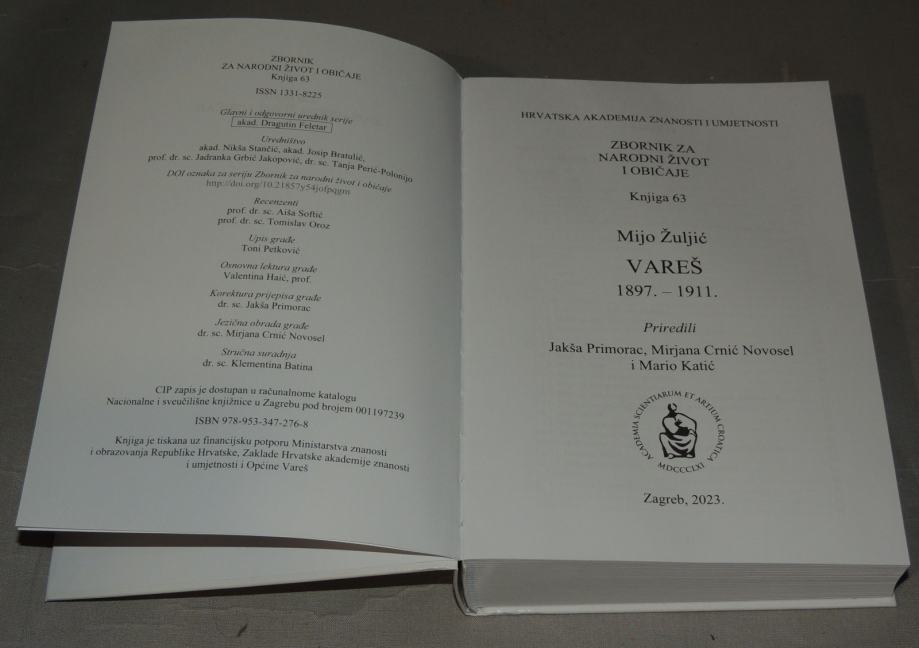 ZBORNIK
ZA NARODNI ŽIVOT I OBIČAJE
Knjiga 63
ISSN 1331-8225
Glavni i odgovorni urednik serije
akad. Dragutin Feletar
Uredništvo
akad. Nikša Stančić, akad. Josip Bratulić,
prof. dr. sc. Jadranka Grbić Jakopović, dr. sc. Tanja Perić-Polonijo
DOI oznaka za seriju Zbornik za narodni život i običaje
http://doi.org/10.21857/y54jofpqgm
Recenzenti
prof. dr. sc. Aiša Softić
prof. dr. sc. Tomislav Oroz
Upis građe
Toni Petković
Osnovna lektura građe
Valentina Haić, prof.
Korektura prijepisa građe
dr. sc. Jakša Primorac
Jezična obrada građe
dr. sc. Mirjana Crnić Novosel
Stručna suradnja
dr. sc. Klementina Batina
CIP zapis je dostupan u računalnome katalogu
Nacionalne i sveučilišne knjižnice u Zagrebu pod brojem 001197239
ISBN 978-953-347-276-8
Knjiga je tiskana uz financijsku potporu Ministarstva znanosti
i obrazovanja Republike Hrvatske, Zaklade Hrvatske akademije znanosti
i umjetnosti i Općine Vareš
HRVATSKA AKADEMIJA ZNANOSTI I UMJETNOSTI
ZBORNIK ZA
NARODNI ŽIVOT
I OBIČAJE
Knjiga 63
Mijo Žuljić
VAREŠ
1897. – 1911.
Priredili
Jakša Primorac, Mirjana Crnić Novosel
i Mario Katić
ACADEMIA SCIENTIARUM ET ARTIUM CROATICA
MDCCCLXI
Zagreb, 2023.